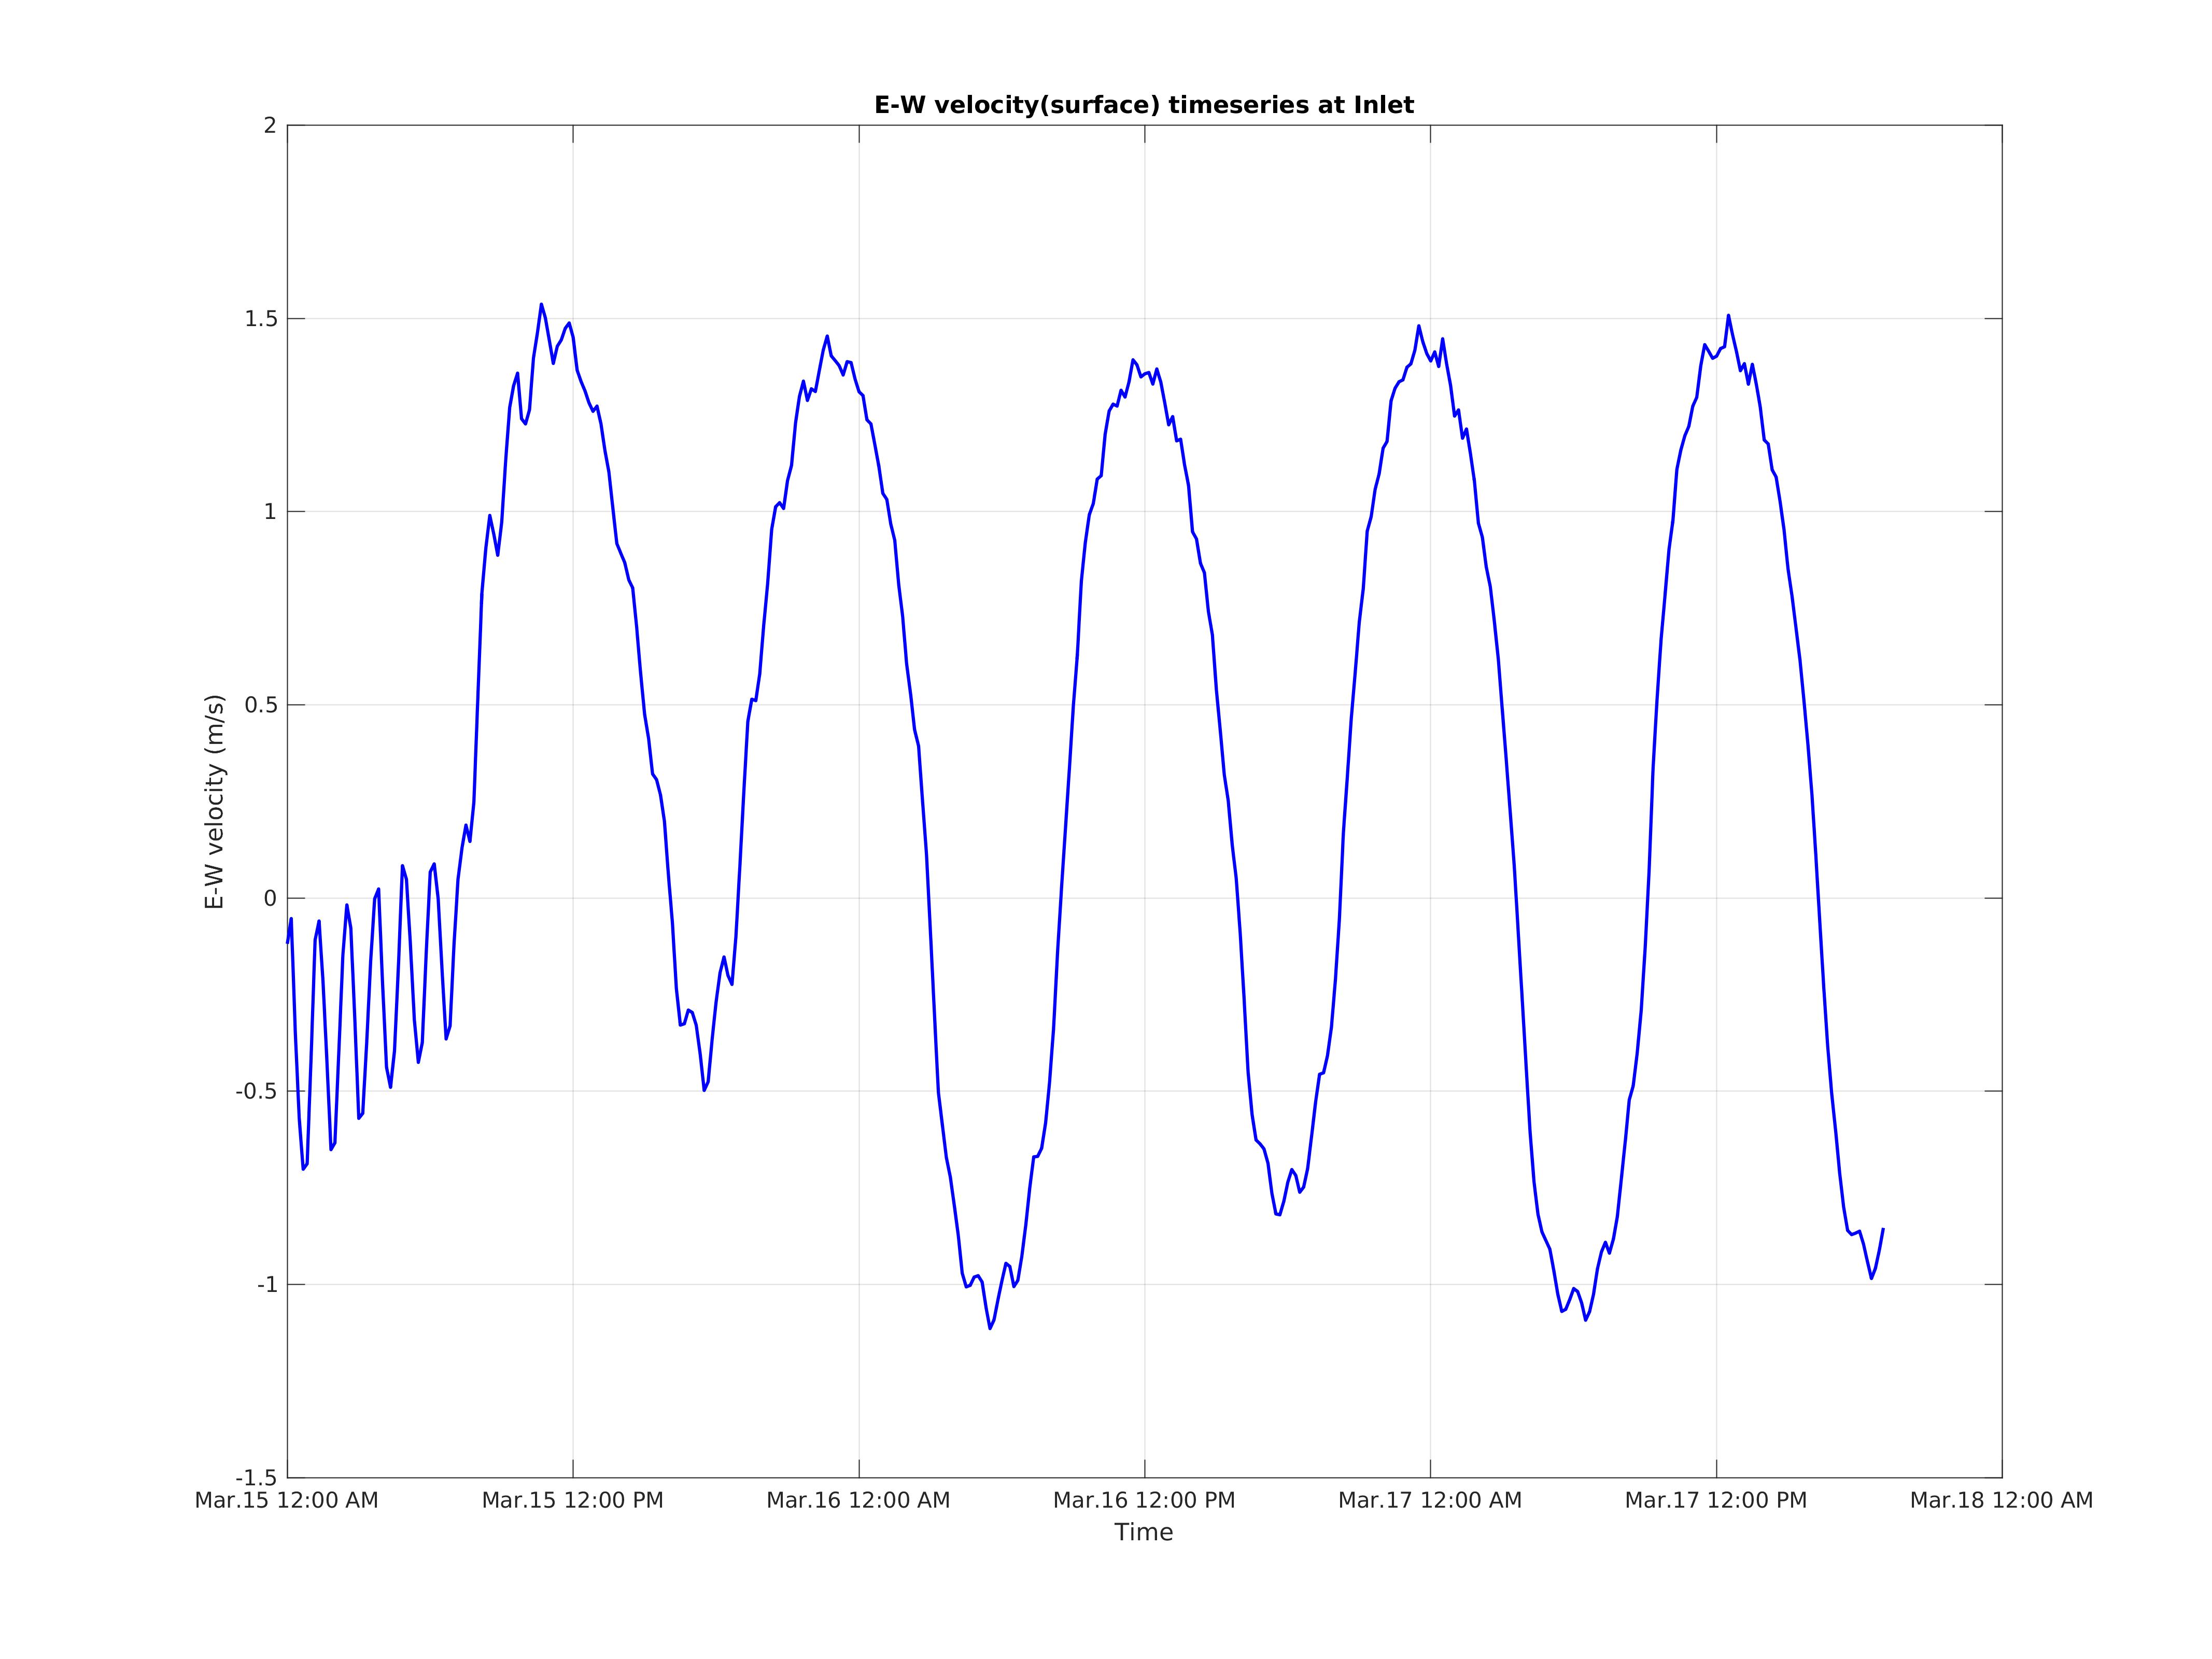 E-W velocity(surface) timeseries at Inlet
2
1.5
1
0.5
0
-0.5
-1
-1.5
E-W velocity (m/s)
Mar.15 12:00 AM
Mar.15 12:00 PM
Mar.16 12:00 AM
Mar.16 12:00 PM
Mar.17 12:00 AM
Mar.17 12:00 PM
Mar.18 12:00 AM
Time